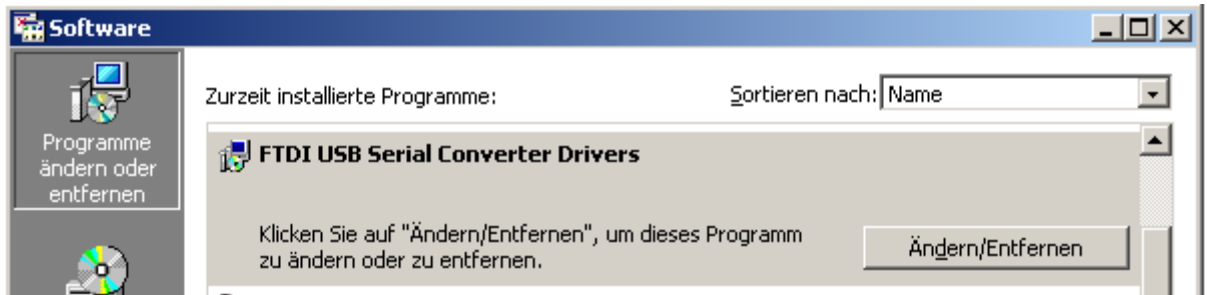 Software
Zurzeit installierte Programme:
Sortieren nach: Name
Programme
ändern oder
entfernen
FTDI USB Serial Converter Drivers
Klicken Sie auf "Ändern/Entfernen", um dieses Programm
zu ändern oder zu entfernen.
Ändern/Entfernen